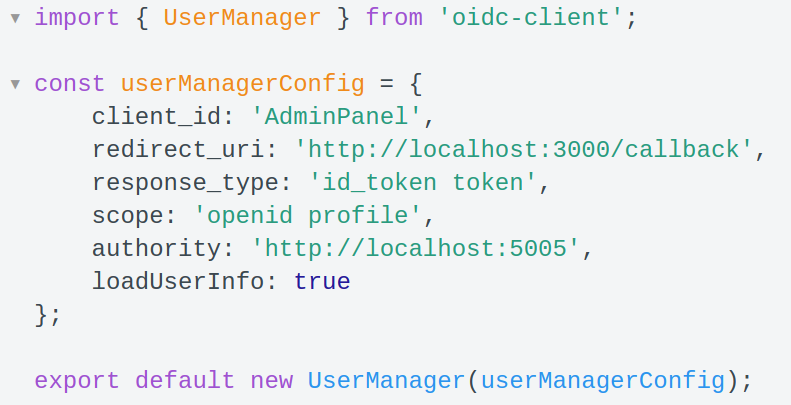 import { UserManager } from 'oidc-client';
const userManagerConfig = {
    client_id: 'AdminPanel',
    redirect_uri: 'http://localhost:3000/callback',
    response_type: 'id_token token',
    scope: 'openid profile',
    authority: 'http://localhost:5005',
    loadUserInfo: true
};
export default new UserManager(userManagerConfig);